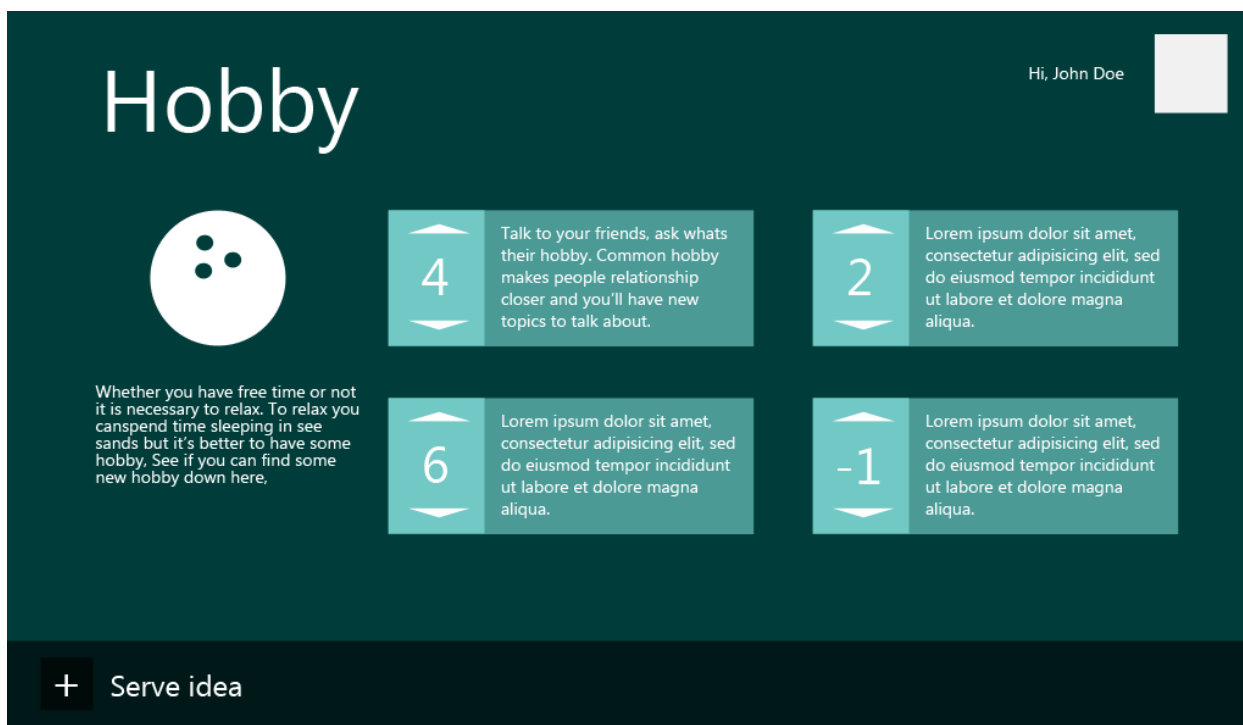 Hobby
Hi, John Doe
Whether you have free time or not
it is necessary to relax. To relax you
canspend time sleeping in see
sands but it's better to have some
hobby, See if you can find some
new hobby down here,
4
Talk to your friends, ask whats
their hobby. Common hobby
makes people relationship
closer and you'll have new
topics to talk about.
2
Lorem ipsum dolor sit amet,
consectetur adipisicing elit, sed
do eiusmod tempor incididunt
ut labore et dolore magna
aliqua.
6
Lorem ipsum dolor sit amet,
consectetur adipisicing elit, sed
do eiusmod tempor incididunt
ut labore et dolore magna
aliqua.
-1
Lorem ipsum dolor sit amet,
consectetur adipisicing elit, sed
do eiusmod tempor incididunt
ut labore et dolore magna
aliqua.
+ Serve idea